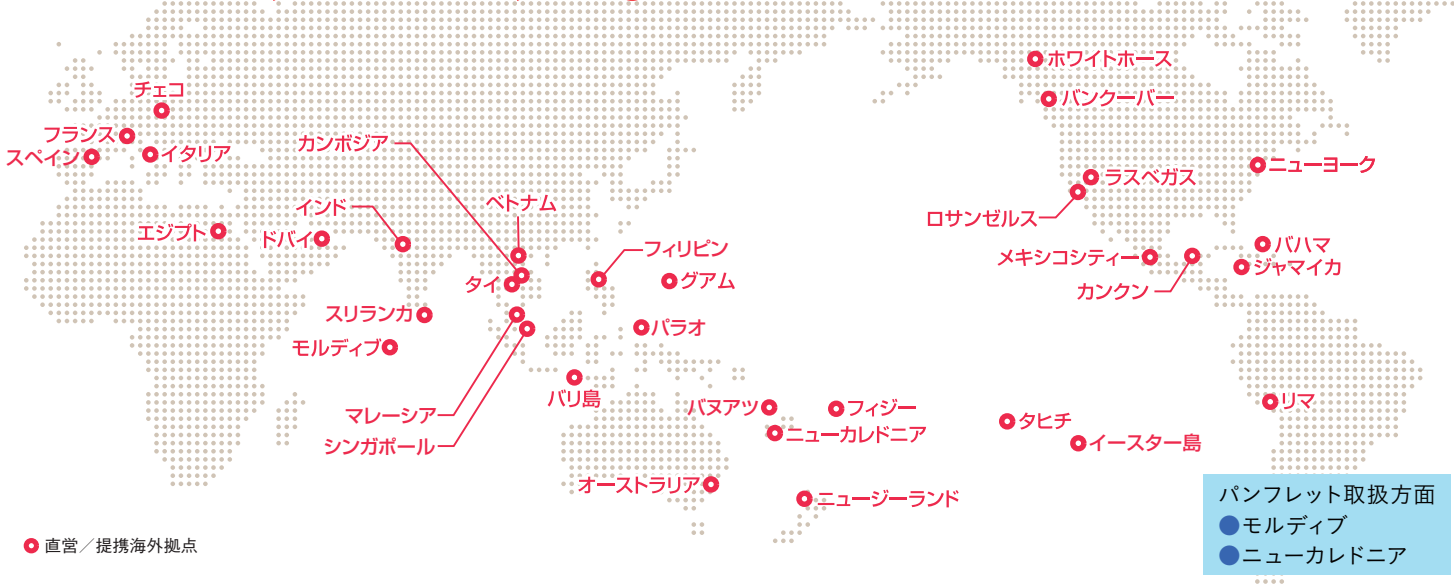 ホワイトホース
チェコ
バンクーバー
フランス
カンボジア
スペイン
イタリア
ニューヨーク
ラスベガス
インド
ベトナム
ロサンゼルス
エジプト
ドバイ
フィリピン
バハマ
メキシコシティー
ジャマイカ
タイ
グアム
カンクン
スリランカ
パラオ
モルディブ
バリ島
リマ
マレーシア
バヌアツ
フィジー
タヒチ
シンガポール
ニューカレドニア
イースター島
オーストラリア
ニュージーランド
パンフレット取扱方面
モルディブ
ニューカレドニア
直営/提携海外拠点